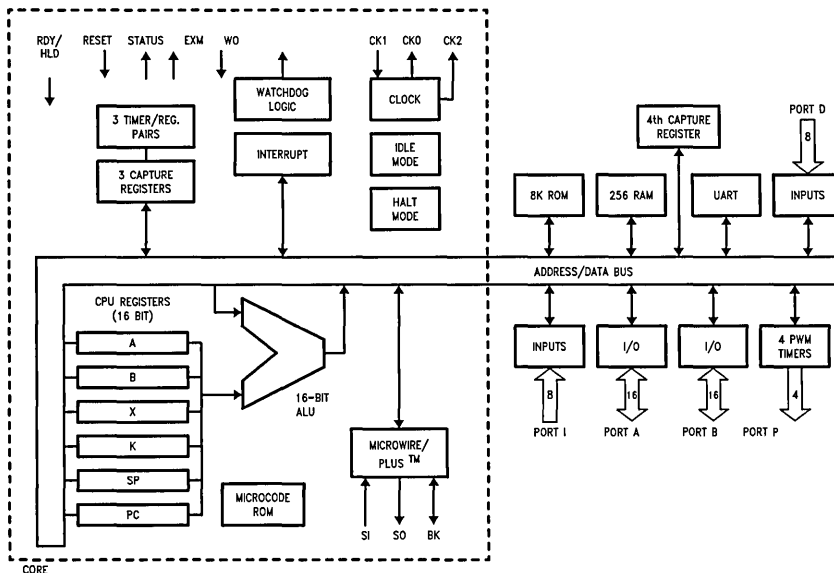 RDY/
HLD
RESET
STATUS
EXM
WO
CK1
CKO
CK2
WATCHDOG
LOGIC
CLOCK
3 TIMER/REG.
PAIRS
INTERRUPT
IDLE
MODE
3 CAPTURE
REGISTERS
HALT
MODE
4th CAPTURE
REGISTER
PORT D
8
8K ROM
256 RAM
UART
INPUTS
ADDRESS/DATA BUS
CPU REGISTERS
(16 BIT)
A
B
X
K
SP
PC
16-BIT
ALU
MICROCODE
ROM
MICROWIRE/
PLUS TM
SI
SO
BK
INPUTS
I/O
I/O
4 PWM
TIMERS
8
16
16
4
PORT I
PORT A
PORT B
PORT P
CORE